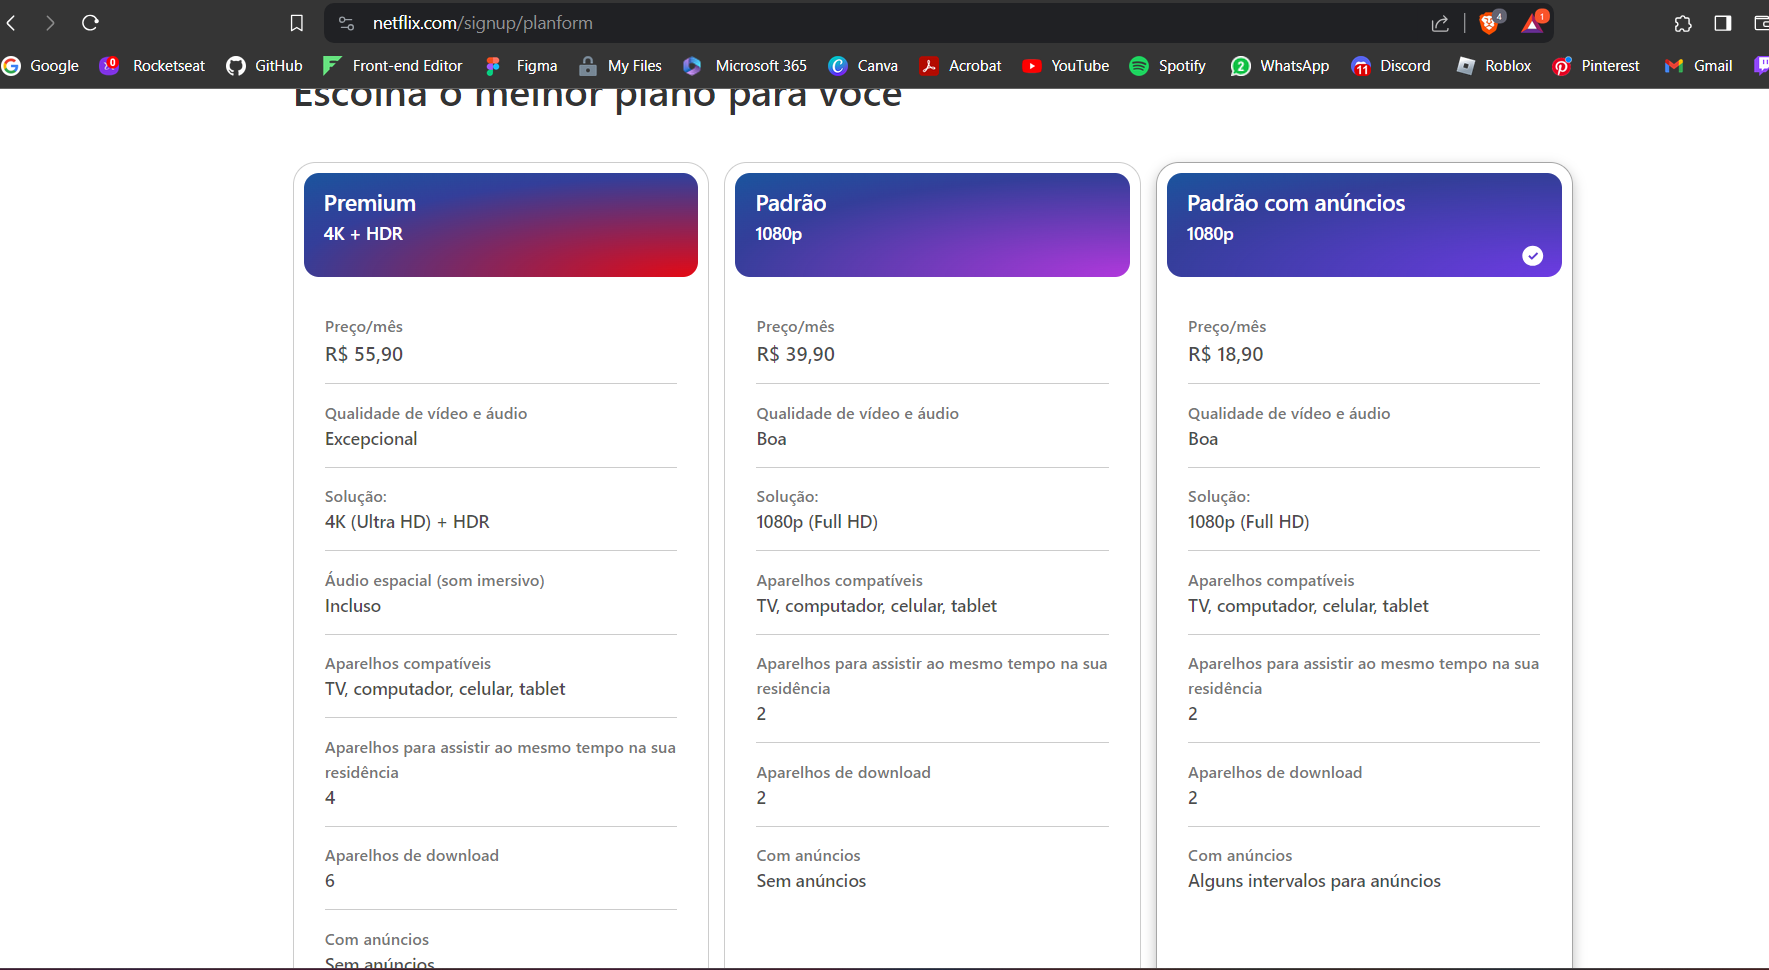 netflix.com/signup/planform
4
1
Google
0
Rocketseat
GitHub
Front-end Editor
Figma
My Files
Microsoft 365
Canva
Acrobat
YouTube
Spotify
2
WhatsApp
11
Discord
Roblox
Pinterest
Gmail
Escolha o melhor plano para você
Premium
4K + HDR
Preço/mês
R$ 55,90
Qualidade de vídeo e áudio
Excepcional
Solução:
4K (Ultra HD) + HDR
Áudio espacial (som imersivo)
Incluso
Aparelhos compatíveis
TV, computador, celular, tablet
Aparelhos para assistir ao mesmo tempo na sua
residência
4
Aparelhos de download
6
Com anúncios
Sem anúncios
Padrão
1080p
Preço/mês
R$ 39,90
Qualidade de vídeo e áudio
Boa
Solução:
1080p (Full HD)
Aparelhos compatíveis
TV, computador, celular, tablet
Aparelhos para assistir ao mesmo tempo na sua
residência
2
Aparelhos de download
2
Com anúncios
Sem anúncios
Padrão com anúncios
1080p
Preço/mês
R$ 18,90
Qualidade de vídeo e áudio
Boa
Solução:
1080p (Full HD)
Aparelhos compatíveis
TV, computador, celular, tablet
Aparelhos para assistir ao mesmo tempo na sua
residência
2
Aparelhos de download
2
Com anúncios
Alguns intervalos para anúncios